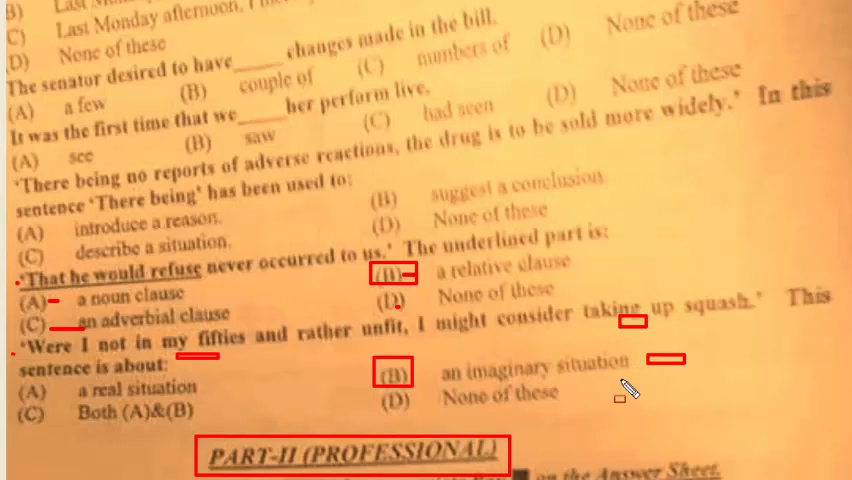 B) Last
C) Last Monday afternoon, I
D) None of these
The senator desired to have____ changes made in the bill.
(A) a few (B) couple of (C) numbers of (D) None of these
It was the first time that we____ her perform live.
(A) see (B) saw (C) had seen (D) None of these
'There being no reports of adverse reactions, the drug is to be sold more widely.' In this
sentence 'There being' has been used to:
(A) introduce a reason. (B) suggest a conclusion.
(C) describe a situation. (D) None of these
'That he would refuse never occurred to us.' The underlined part is:
(A) a noun clause (B) a relative clause
(C) an adverbial clause (D) None of these
'Were I not in my fifties and rather unfit, I might consider taking up squash.' This
sentence is about:
(A) a real situation (B) an imaginary situation
(C) Both (A)&(B) (D) None of these
PART-II (PROFESSIONAL)
on the Answer Sheet.